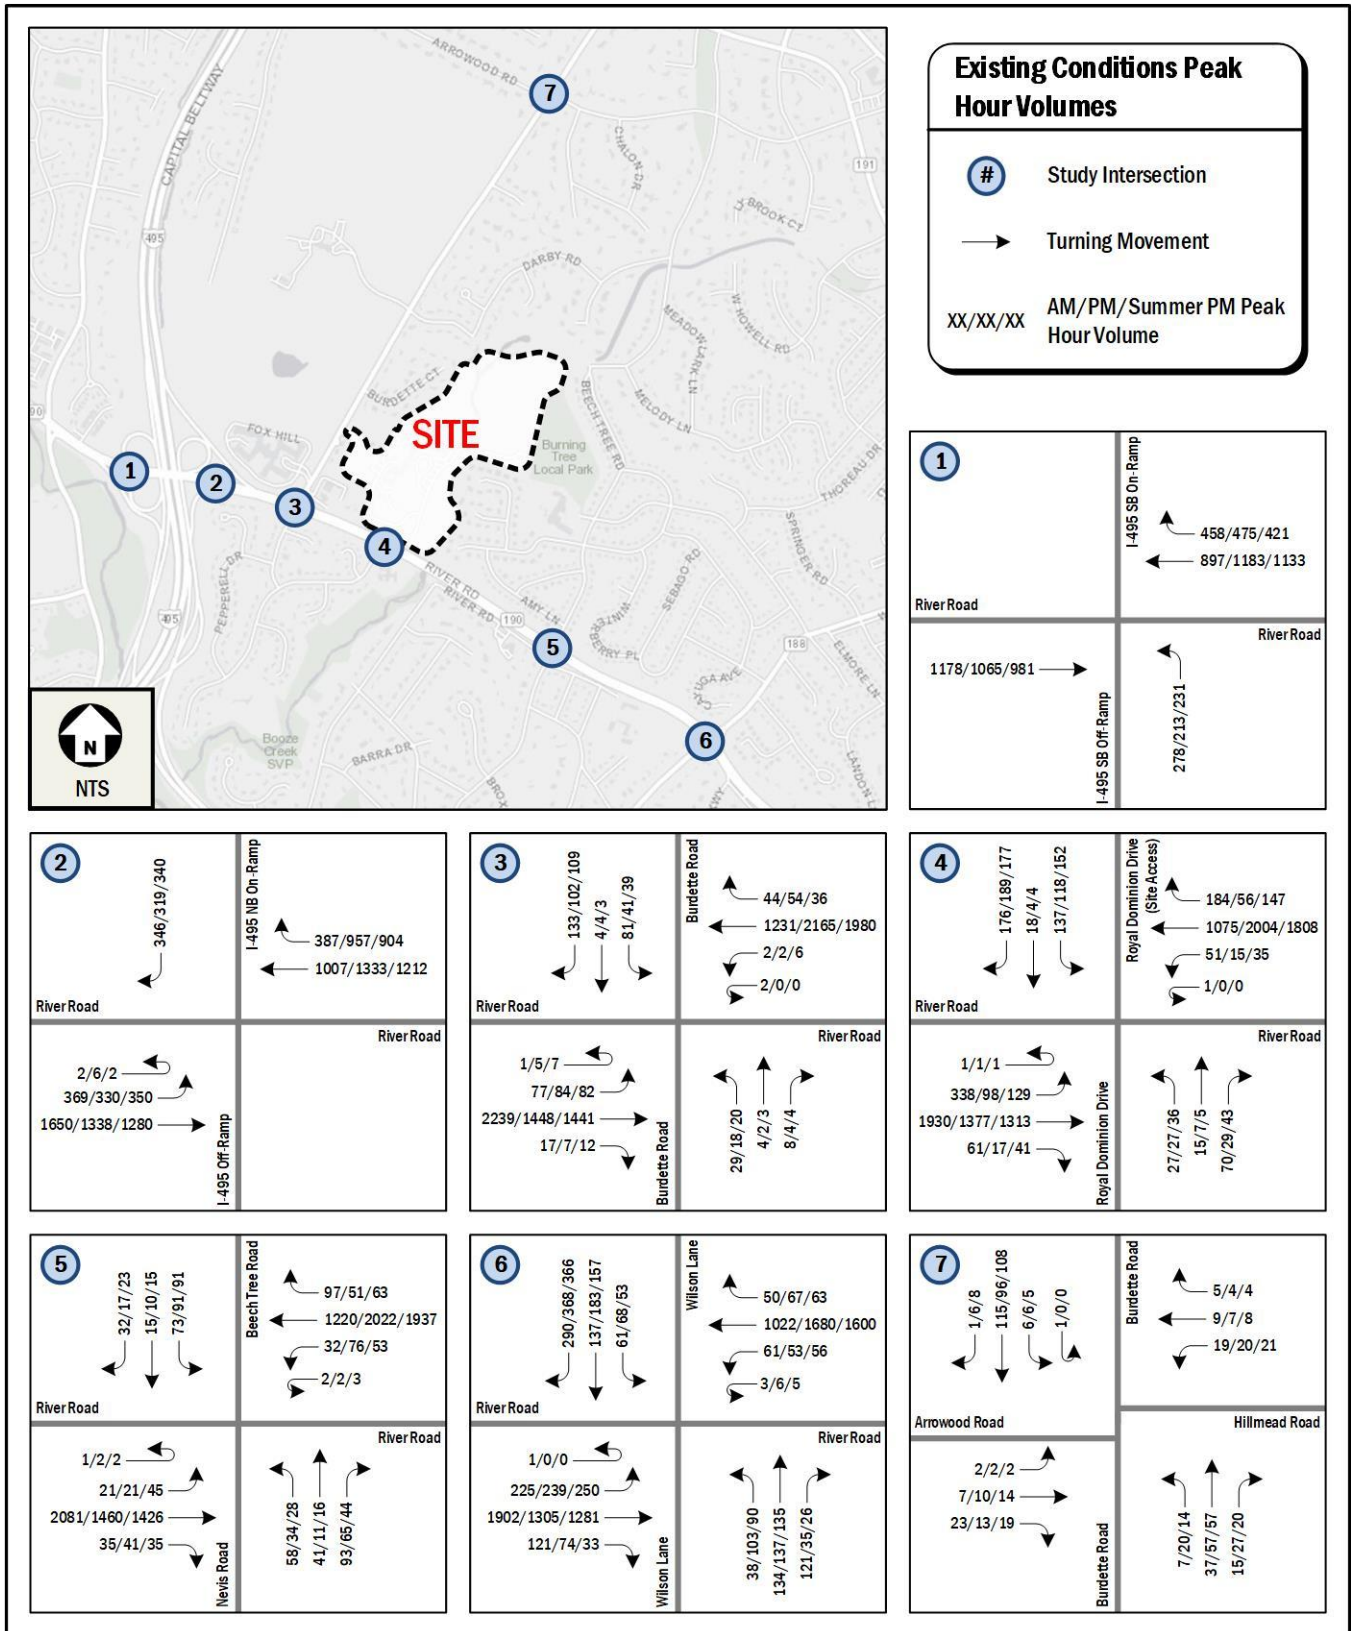 Existing Conditions Peak
Hour Volumes
#
Study Intersection
Turning Movement
XX/XX/XX
AM/PM/Summer PM Peak
Hour Volume
ARROWOOD RD
7
CAPITAL BELTWAY
CHALON DR
191
BROOK CT
495
DARBY RD
W HOWELL RD
MEADOWLARK LN
BURDETTE CT
BEECH TREE RD
MELODY LN
SITE
FOX HILL
Burning
Tree
Local Park
THOREAU DR
1
2
3
4
SPRINGER RD
PEPPERELL DR
RIVER RD
RIVER RD
SEBAGO RD
AMY LN
190
WINTER
BERRY PL
495
5
188
ELMORE LN
6
N
NTS
Booze
Creek
SVP
BARRA DR
LANDON L
1
I-495 SB On-Ramp
458/475/421
897/1183/1133
River Road
River Road
1178/1065/981
I-495 SB Off-Ramp
278/213/231
2
346/319/340
I-495 NB On-Ramp
387/957/904
1007/1333/1212
River Road
River Road
2/6/2
369/330/350
1650/1338/1280
I-495 Off-Ramp
3
133/102/109
4/4/3
81/41/39
Burdette Road
44/54/36
1231/2165/1980
2/2/6
2/0/0
River Road
River Road
1/5/7
77/84/82
2239/1448/1441
17/7/12
Burdette Road
29/18/20
4/2/3
8/4/4
4
176/189/177
18/4/4
137/118/152
Royal Dominion Drive
(Site Access)
184/56/147
1075/2004/1808
51/15/35
1/0/0
River Road
River Road
1/1/1
338/98/129
1930/1377/1313
61/17/41
Royal Dominion Drive
27/27/36
15/7/5
70/29/43
5
32/17/23
15/10/15
73/91/91
Beech Tree Road
97/51/63
1220/2022/1937
32/76/53
2/2/3
River Road
River Road
1/2/2
21/21/45
2081/1460/1426
35/41/35
Nevis Road
58/34/28
41/11/16
93/65/44
6
290/368/366
137/183/157
61/68/53
Wilson Lane
50/67/63
1022/1680/1600
61/53/56
3/6/5
River Road
River Road
1/0/0
225/239/250
1902/1305/1281
121/74/33
Wilson Lane
38/103/90
134/137/135
121/35/26
7
1/6/8
115/96/108
6/6/5
1/0/0
Burdette Road
5/4/4
9/7/8
19/20/21
Arrowood Road
Hillmead Road
2/2/2
7/10/14
23/13/19
Burdette Road
7/20/14
37/57/57
15/27/20